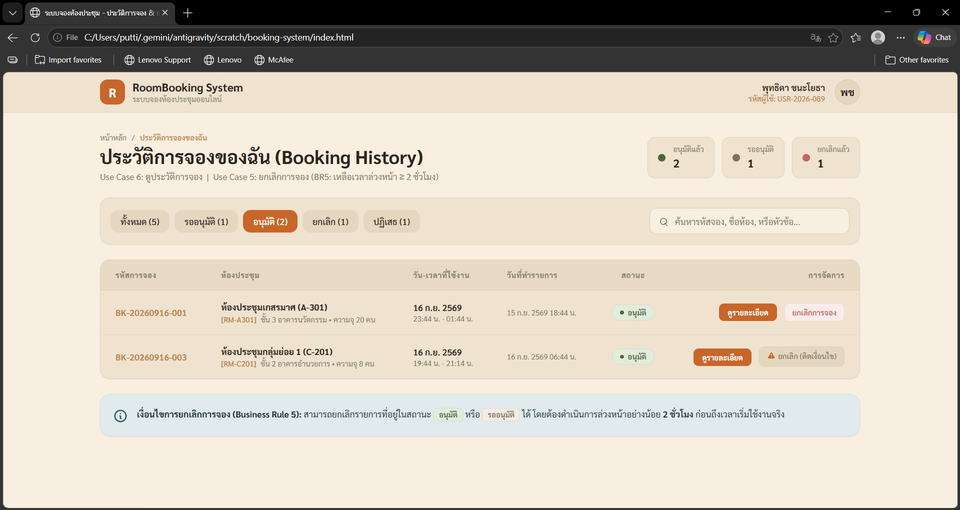 ระบบจองห้องประชุม - ประวัติการจอง &
File
C:/Users/putti/.gemini/antigravity/scratch/booking-system/index.html
Chat
Import favorites
Lenovo Support
Lenovo
McAfee
Other favorites
R
RoomBooking System
ระบบจองห้องประชุมออนไลน์
พุทธิดา ชนะโยธา
รหัสผู้ใช้: USR-2026-089
พช
หน้าหลัก / ประวัติการจองของฉัน
ประวัติการจองของฉัน (Booking History)
Use Case 6: ดูประวัติการจอง | Use Case 5: ยกเลิกการจอง (BR5: เหลือเวลาล่วงหน้า ≥ 2 ชั่วโมง)
อนุมัติแล้ว
2
รออนุมัติ
1
ยกเลิกแล้ว
1
ทั้งหมด (5)
รออนุมัติ (1)
อนุมัติ (2)
ยกเลิก (1)
ปฏิเสธ (1)
ค้นหารหัสจอง, ชื่อห้อง, หรือหัวข้อ...
รหัสการจอง
ห้องประชุม
วัน-เวลาที่ใช้งาน
วันที่ทำรายการ
สถานะ
การจัดการ
BK-20260916-001
ห้องประชุมเกสรมาศ (A-301)
[RM-A301] ชั้น 3 อาคารนวัตกรรม • ความจุ 20 คน
16 ก.ย. 2569
23:44 น. - 01:44 น.
15 ก.ย. 2569 18:44 น.
อนุมัติ
ดูรายละเอียด
ยกเลิกการจอง
BK-20260916-003
ห้องประชุมกลุ่มย่อย 1 (C-201)
[RM-C201] ชั้น 2 อาคารอำนวยการ • ความจุ 8 คน
16 ก.ย. 2569
19:44 น. - 21:14 น.
16 ก.ย. 2569 06:44 น.
อนุมัติ
ดูรายละเอียด
ยกเลิก (ติดเงื่อนไข)
เงื่อนไขการยกเลิกการจอง (Business Rule 5): สามารถยกเลิกรายการที่อยู่ในสถานะ อนุมัติ หรือ รออนุมัติ ได้ โดยต้องดำเนินการล่วงหน้าอย่างน้อย 2 ชั่วโมง ก่อนถึงเวลาเริ่มใช้งานจริง